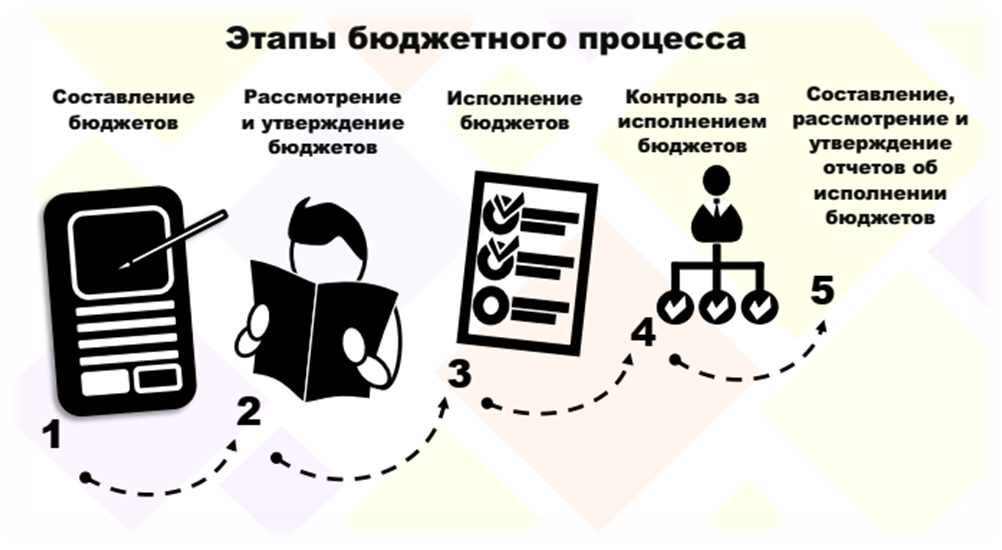 Этапы бюджетного процесса
Составление
бюджетов
Рассмотрение
и утверждение
бюджетов
Исполнение
бюджетов
Контроль за
исполнением
бюджетов
Составление,
рассмотрение и
утверждение
отчетов об
исполнении
бюджетов
1
2
3
4
5